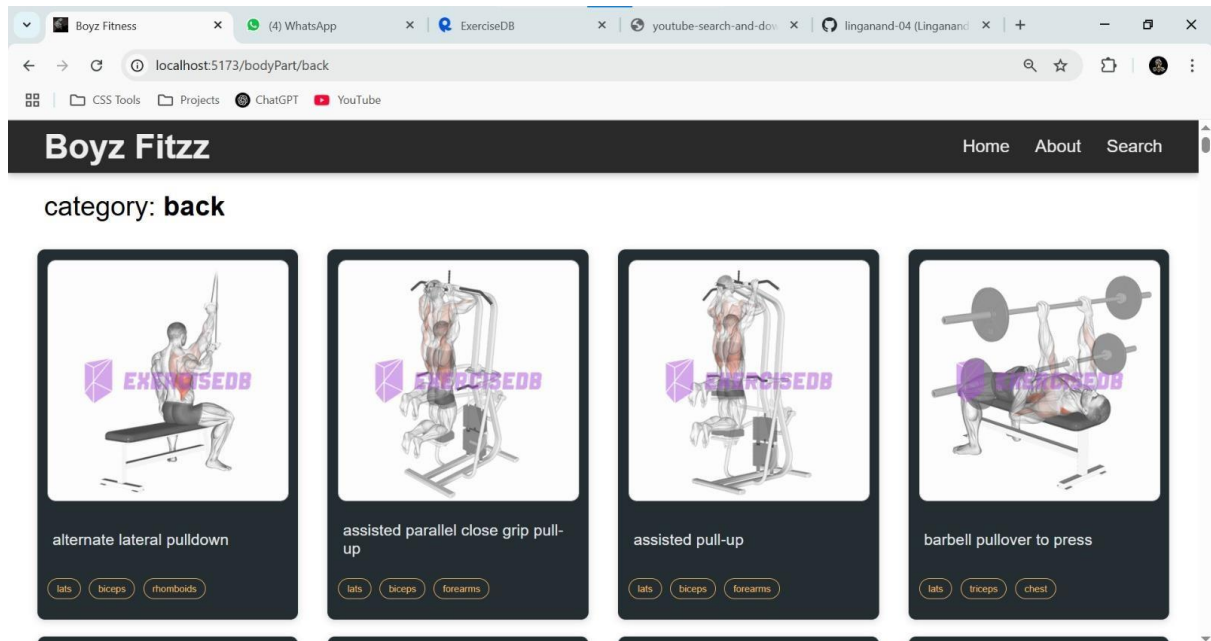 Boyz Fitness
(4) WhatsApp
ExerciseDB
youtube-search-and-dow
linganand-04 (Linganand
localhost:5173/bodyPart/back
CSS Tools
Projects
ChatGPT
YouTube
Boyz Fitzz
Home About Search
category: back
EXERCISEDB
EXERCISEDB
EXERCISEDB
EXERCISEDB
alternate lateral pulldown
lats biceps rhomboids
assisted parallel close grip pull-
up
lats biceps forearms
assisted pull-up
lats biceps forearms
barbell pullover to press
lats triceps chest